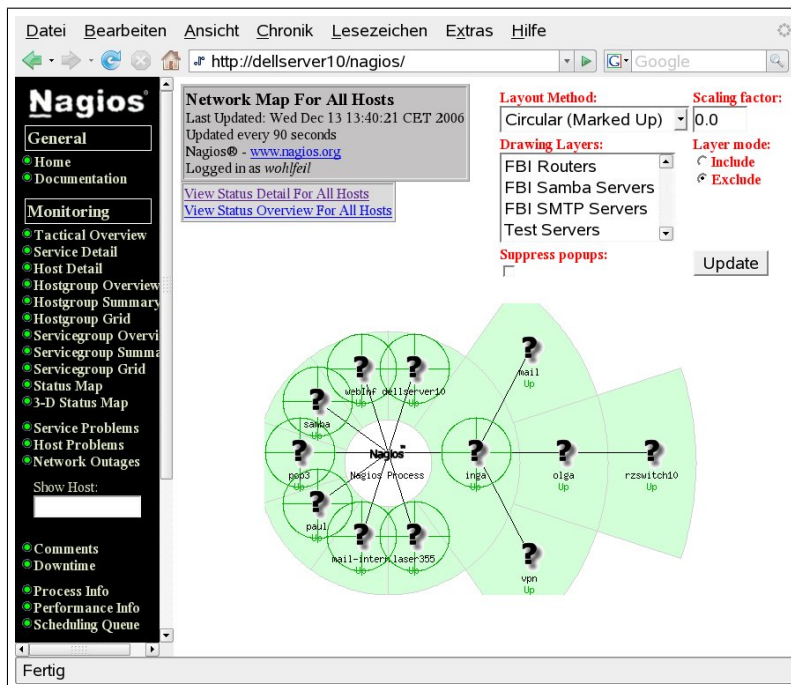 Datei Bearbeiten Ansicht Chronik Lesezeichen Extras Hilfe
http://dellserver10/nagios/
G Google
Nagios®
General
Home
Documentation
Monitoring
Tactical Overview
Service Detail
Host Detail
Hostgroup Overview
Hostgroup Summary
Hostgroup Grid
Servicegroup Overvi
Servicegroup Summa
Servicegroup Grid
Status Map
3-D Status Map
Service Problems
Host Problems
Network Outages
Show Host:
Comments
Downtime
Process Info
Performance Info
Scheduling Queue
Network Map For All Hosts
Last Updated: Wed Dec 13 13:40:21 CET 2006
Updated every 90 seconds
Nagios® - www.nagios.org
Logged in as wohlfeil
View Status Detail For All Hosts
View Status Overview For All Hosts
Layout Method:
Circular (Marked Up)
Scaling factor:
0.0
Drawing Layers:
FBI Routers
FBI Samba Servers
FBI SMTP Servers
Test Servers
Layer mode:
Include
Exclude
Suppress popups:
Update
? mail Up
? webinf Up
? dellserver10 Up
? samba Up
? pop3 Up
Nagios™
Nagios Process
? inga Up
? olga Up
? rzswitch10 Up
? paul Up
? mail-intern Up
? laser355 Up
? vpn Up
Fertig